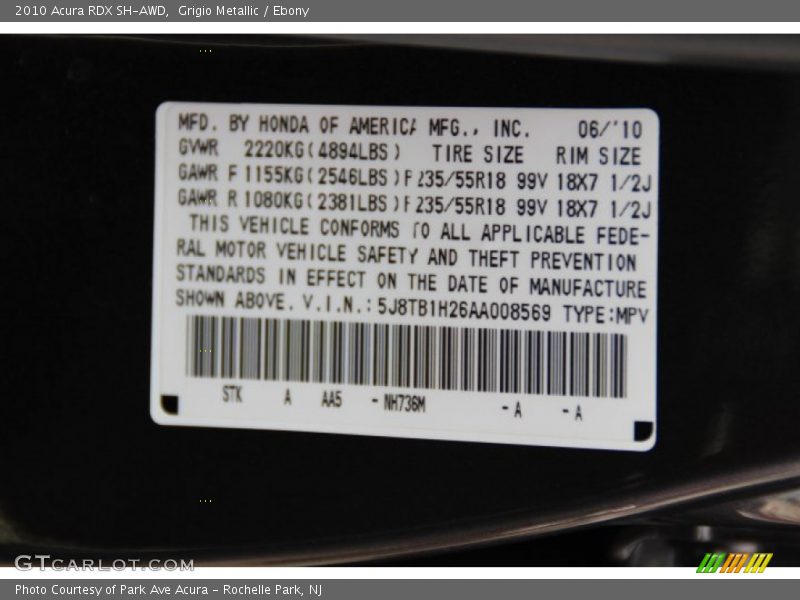 2010 Acura RDX SH-AWD,  Grigio Metallic / Ebony
MFD. BY HONDA OF AMERICA MFG., INC. 06/'10
GVWR 2220KG(4894LBS) TIRE SIZE RIM SIZE
GAWR F 1155KG(2546LBS)F 235/55R18 99V 18X7 1/2J
GAWR R 1080KG(2381LBS)R 235/55R18 99V 18X7 1/2J
THIS VEHICLE CONFORMS TO ALL APPLICABLE FEDE-
RAL MOTOR VEHICLE SAFETY AND THEFT PREVENTION
STANDARDS IN EFFECT ON THE DATE OF MANUFACTURE
SHOWN ABOVE. V.I.N.:5J8TB1H26AA008569 TYPE:MPV
STK A AA5 -NH736M -A -A
GTCARLOT.COM
Photo Courtesy of Park Ave Acura - Rochelle Park, NJ